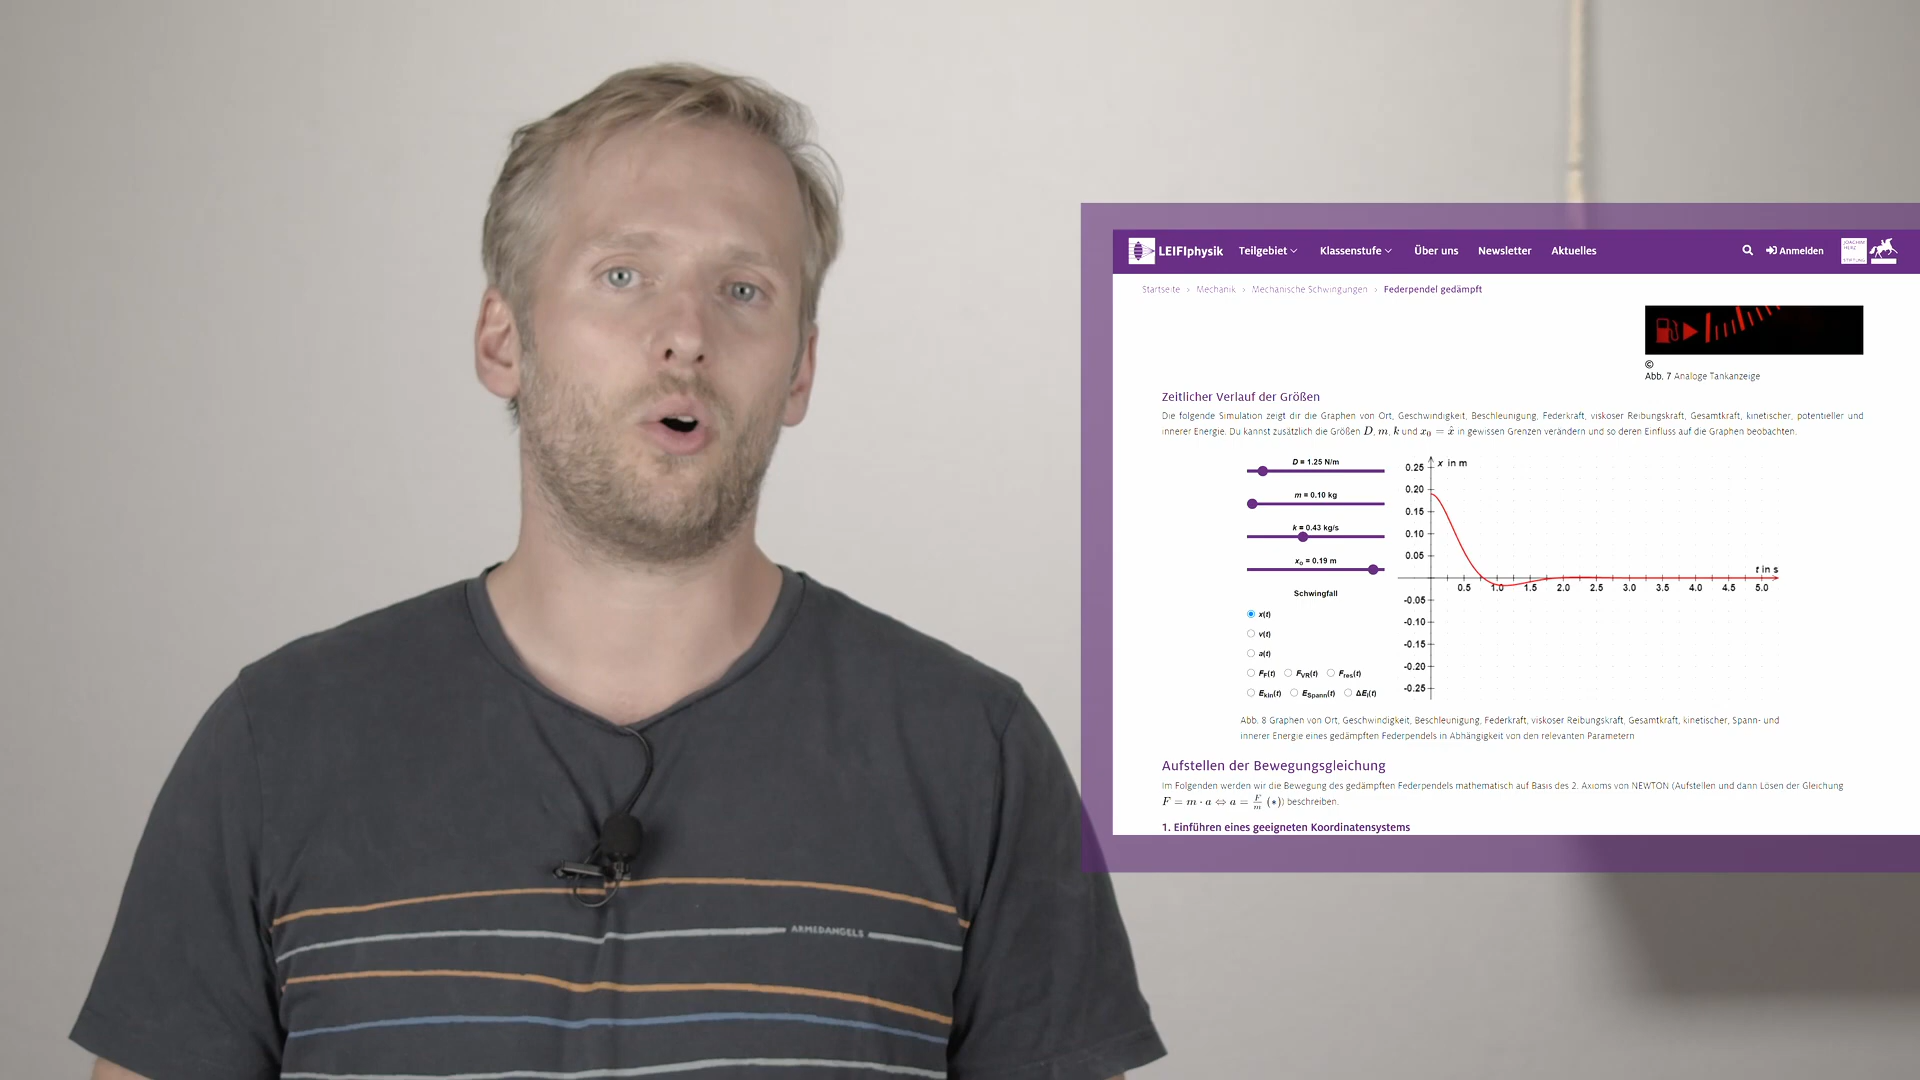 LEIFIphysik Teilgebiet Klassenstufe Über uns Newsletter Aktuelles Anmelden
JOACHIM
HERZ
STIFTUNG
Startseite > Mechanik > Mechanische Schwingungen > Federpendel gedämpft
©
Abb. 7 Analoge Tankanzeige
Zeitlicher Verlauf der Größen
Die folgende Simulation zeigt dir die Graphen von Ort, Geschwindigkeit, Beschleunigung, Federkraft, viskoser Reibungskraft, Gesamtkraft, kinetischer, potentieller und
innerer Energie. Du kannst zusätzlich die Größen D, m, k und x₀ = x̂ in gewissen Grenzen verändern und so deren Einfluss auf die Graphen beobachten.
D = 1.25 N/m
m = 0.10 kg
k = 0.43 kg/s
x₀ = 0.19 m
Schwingfall
x(t)
v(t)
a(t)
F_F(t) F_VR(t) F_res(t)
E_kin(t) E_Spann(t) ΔE_i(t)
x in m
0.25
0.20
0.15
0.10
0.05
t in s
0.5 1.0 1.5 2.0 2.5 3.0 3.5 4.0 4.5 5.0
-0.05
-0.10
-0.15
-0.20
-0.25
Abb. 8 Graphen von Ort, Geschwindigkeit, Beschleunigung, Federkraft, viskoser Reibungskraft, Gesamtkraft, kinetischer, Spann- und
innerer Energie eines gedämpften Federpendels in Abhängigkeit von den relevanten Parametern
Aufstellen der Bewegungsgleichung
Im Folgenden werden wir die Bewegung des gedämpften Federpendels mathematisch auf Basis des 2. Axioms von NEWTON (Aufstellen und dann Lösen der Gleichung
F = m · a ⇔ a = F/m (*)) beschreiben.
1. Einführen eines geeigneten Koordinatensystems
ARMEDANGELS